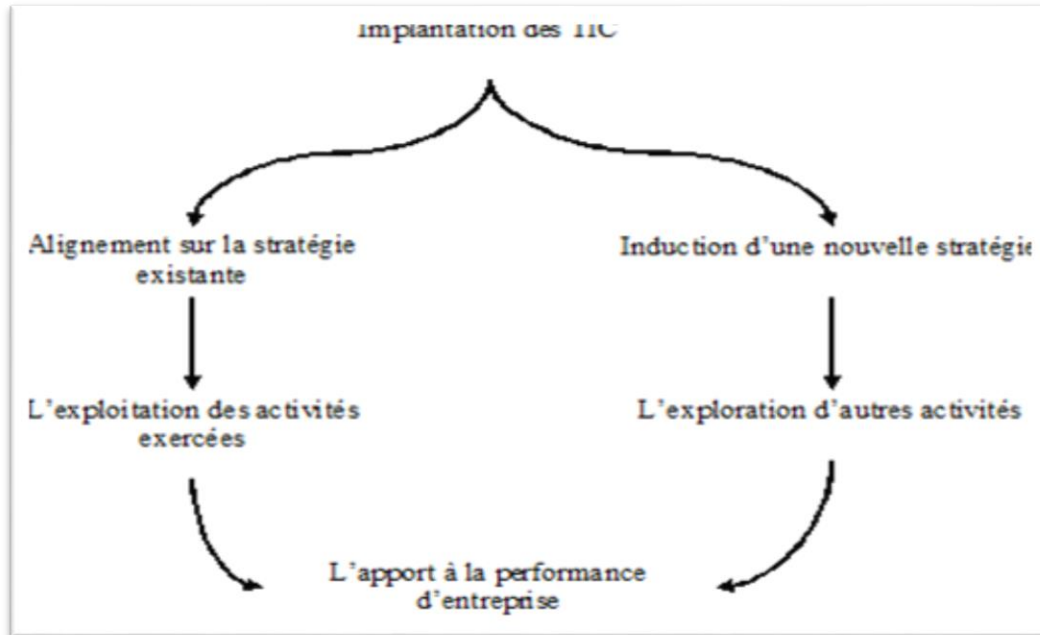 Implantation des TIC
Alignement sur la stratégie
existante
Induction d'une nouvelle stratégie
L'exploitation des activités
exercées
L'exploration d'autres activités
L'apport à la performance
d'entreprise